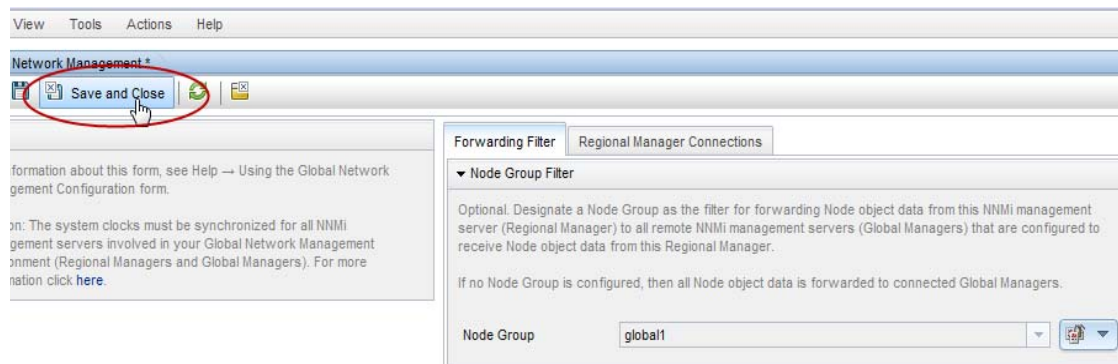 View Tools Actions Help
Network Management *
Save and Close
Forwarding Filter Regional Manager Connections
formation about this form, see Help → Using the Global Network
gement Configuration form.
on: The system clocks must be synchronized for all NNMi
gement servers involved in your Global Network Management
onment (Regional Managers and Global Managers). For more
nation click here.
▼ Node Group Filter
Optional. Designate a Node Group as the filter for forwarding Node object data from this NNMi management
server (Regional Manager) to all remote NNMi management servers (Global Managers) that are configured to
receive Node object data from this Regional Manager.
If no Node Group is configured, then all Node object data is forwarded to connected Global Managers.
Node Group global1